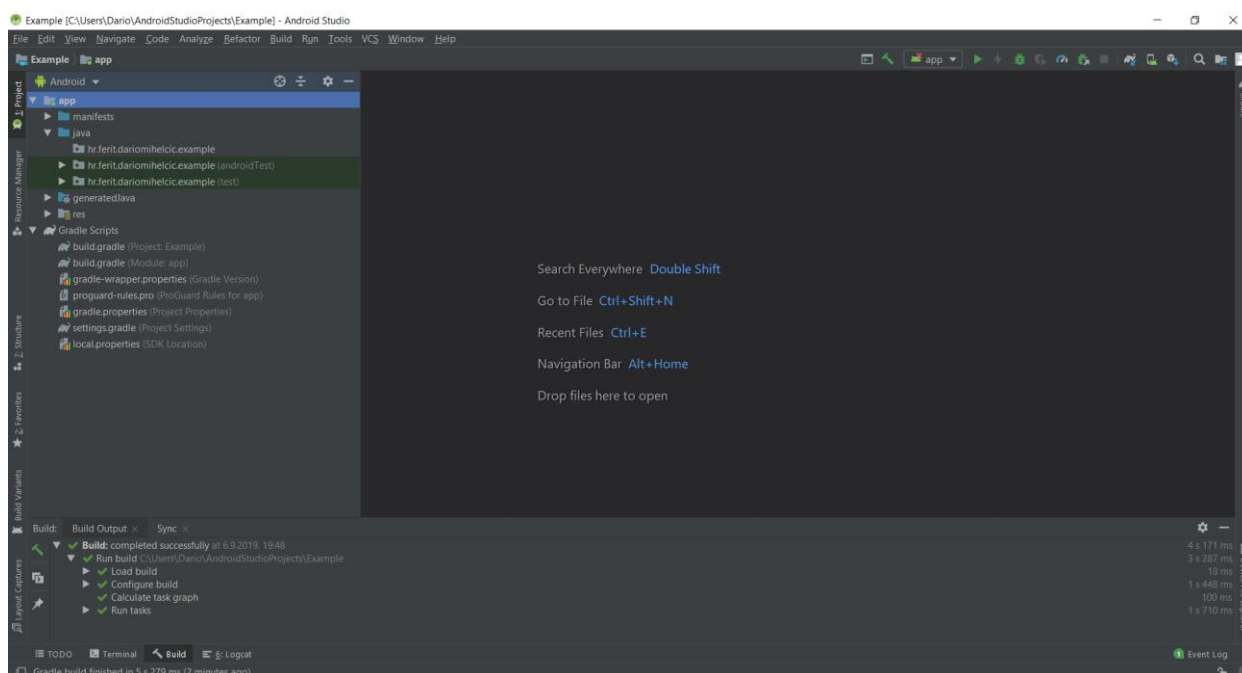 Example [C:\Users\Dario\AndroidStudioProjects\Example] - Android Studio
File Edit View Navigate Code Analyze Refactor Build Run Tools VCS Window Help
Example app
app
Android
app
manifests
java
hr.ferit.dariomihelcic.example
hr.ferit.dariomihelcic.example (androidTest)
hr.ferit.dariomihelcic.example (test)
generatedJava
res
Gradle Scripts
build.gradle (Project: Example)
build.gradle (Module: app)
gradle-wrapper.properties (Gradle Version)
proguard-rules.pro (ProGuard Rules for app)
gradle.properties (Project Properties)
settings.gradle (Project Settings)
local.properties (SDK Location)
1: Project
Resource Manager
7: Structure
2: Favorites
Build Variants
Layout Captures
Search Everywhere Double Shift
Go to File Ctrl+Shift+N
Recent Files Ctrl+E
Navigation Bar Alt+Home
Drop files here to open
Build: Build Output Sync
Build: completed successfully at 6.9.2019. 19:48 4 s 171 ms
Run build C:\Users\Dario\AndroidStudioProjects\Example 3 s 287 ms
Load build 18 ms
Configure build 1 s 448 ms
Calculate task graph 100 ms
Run tasks 1 s 710 ms
TODO Terminal Build 6: Logcat 1 Event Log
Gradle build finished in 5 s 279 ms (2 minutes ago)